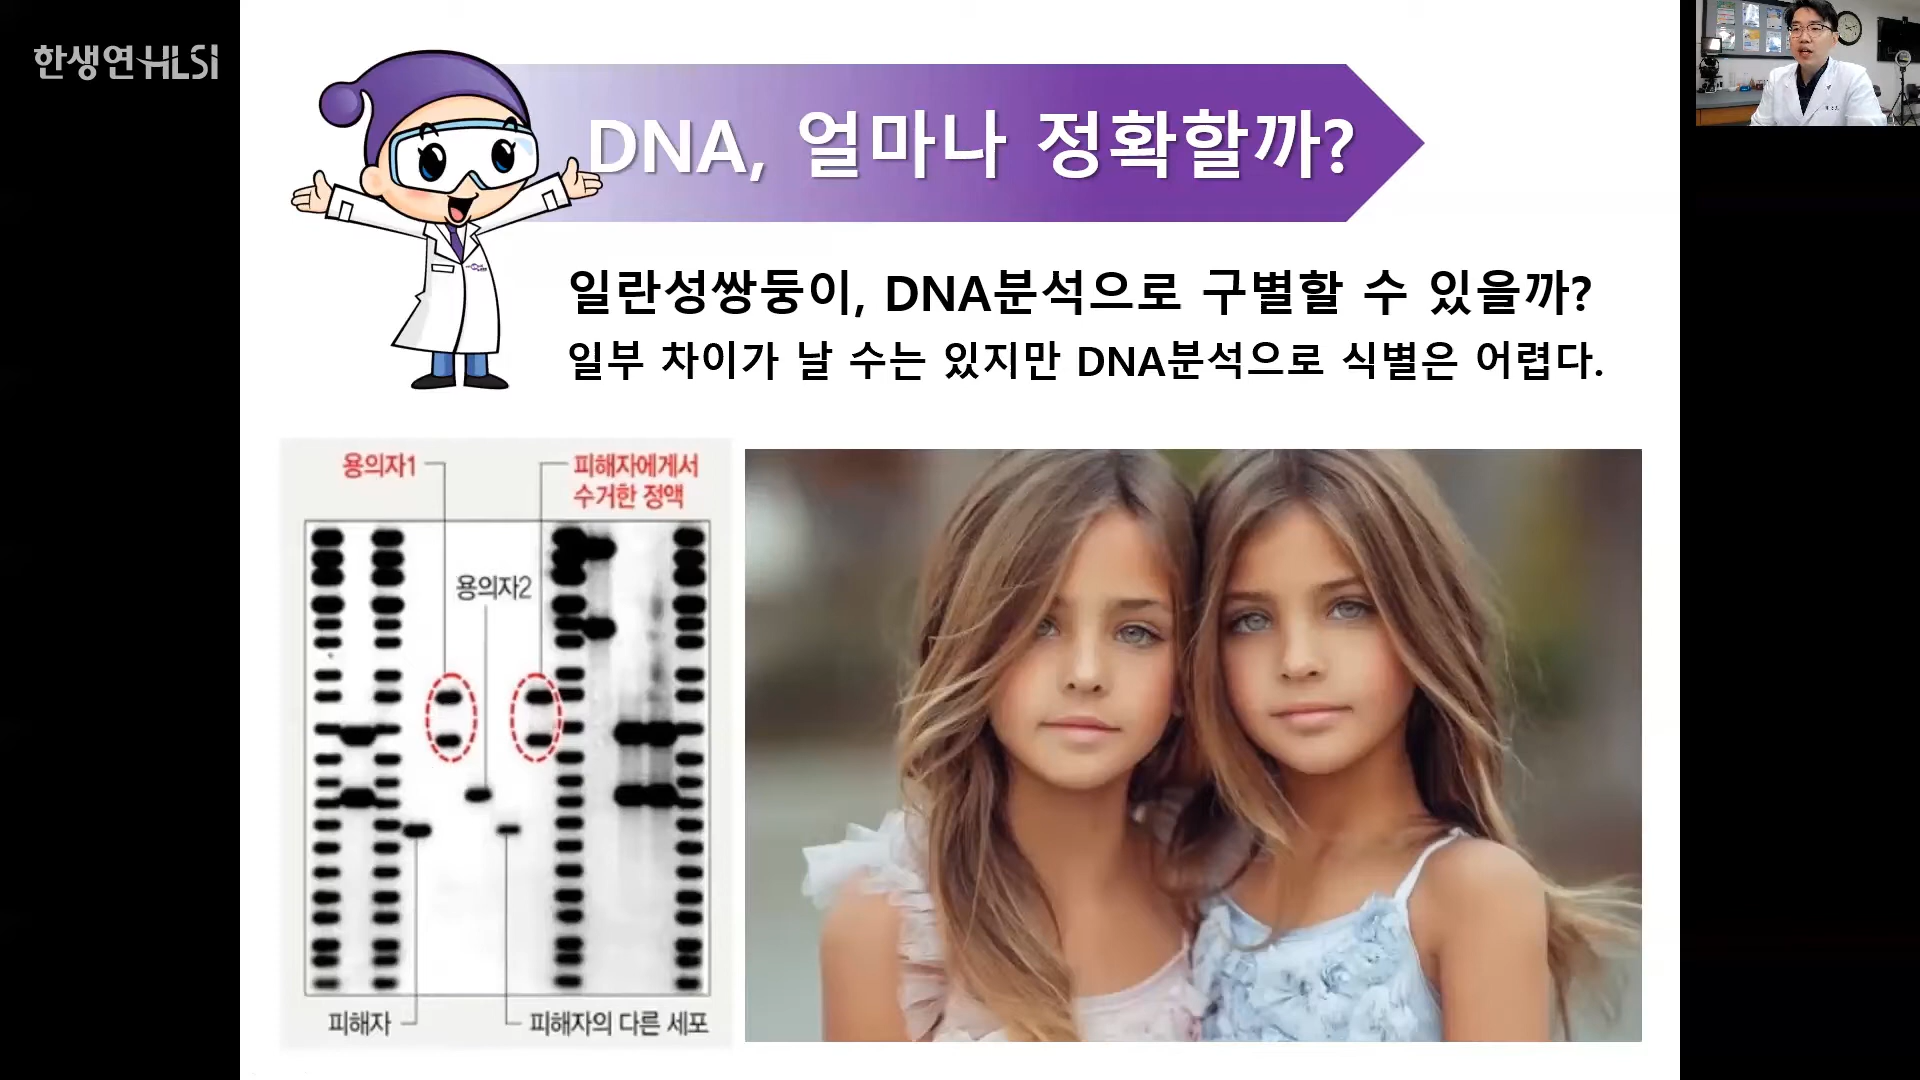 한생연 HLSI
DNA, 얼마나 정확할까?
일란성쌍둥이, DNA분석으로 구별할 수 있을까?
일부 차이가 날 수는 있지만 DNA분석으로 식별은 어렵다.
용의자1
피해자에게서
수거한 정액
용의자2
피해자
피해자의 다른 세포